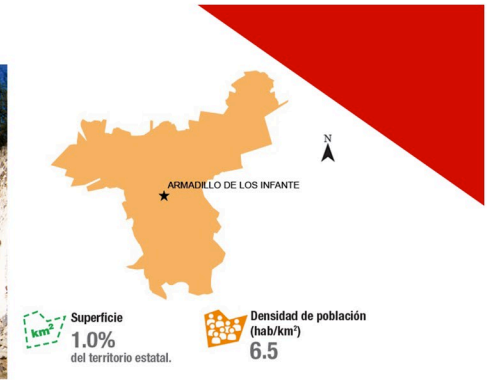 N
ARMADILLO DE LOS INFANTE
km²
Superficie
1.0%
del territorio estatal.
Densidad de población
(hab/km²)
6.5